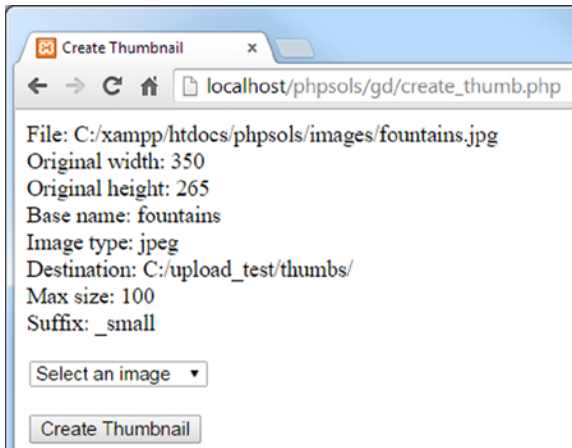 Create Thumbnail
localhost/phpsols/gd/create_thumb.php
File: C:/xampp/htdocs/phpsols/images/fountains.jpg
Original width: 350
Original height: 265
Base name: fountains
Image type: jpeg
Destination: C:/upload_test/thumbs/
Max size: 100
Suffix: _small
Select an image
Create Thumbnail